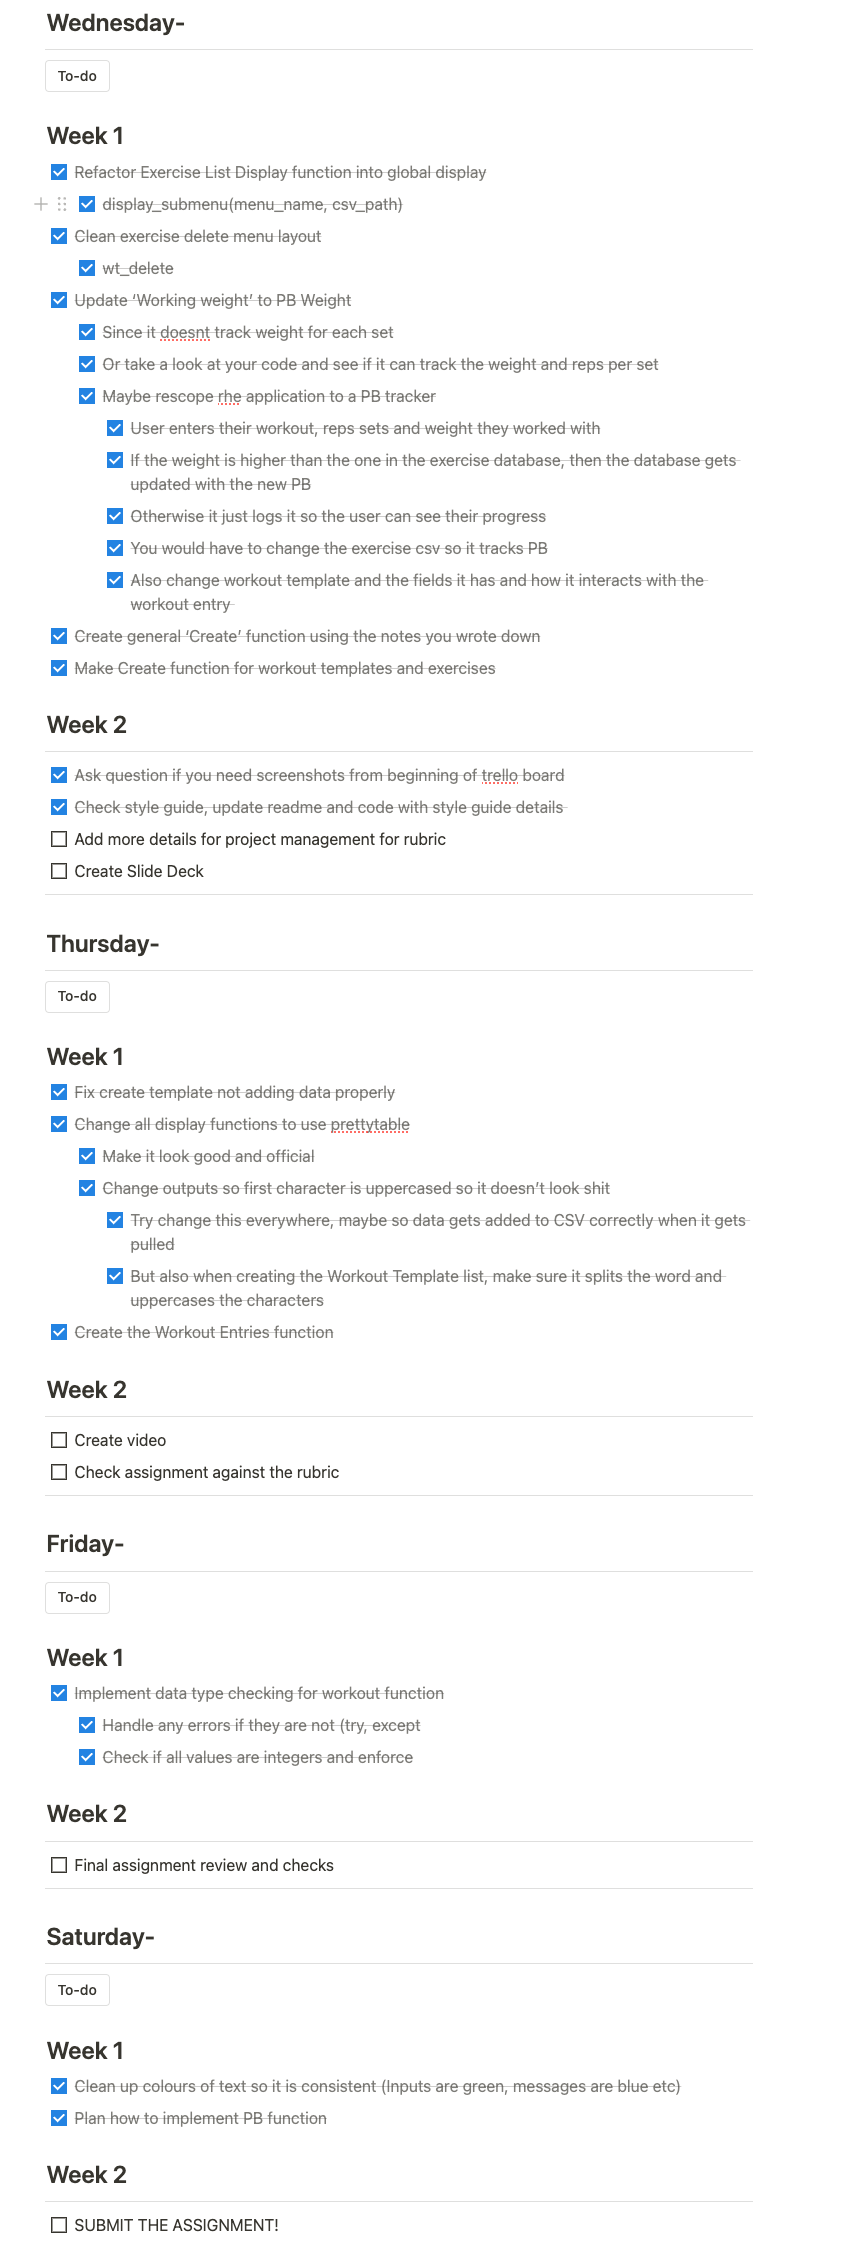 Wednesday-
To-do
Week 1
Refactor Exercise List Display function into global display
display_submenu(menu_name, csv_path)
Clean exercise delete menu layout
wt_delete
Update ‘Working weight’ to PB Weight
Since it doesnt track weight for each set
Or take a look at your code and see if it can track the weight and reps per set
Maybe rescope rhe application to a PB tracker
User enters their workout, reps sets and weight they worked with
If the weight is higher than the one in the exercise database, then the database gets
updated with the new PB
Otherwise it just logs it so the user can see their progress
You would have to change the exercise csv so it tracks PB
Also change workout template and the fields it has and how it interacts with the
workout entry
Create general ‘Create’ function using the notes you wrote down
Make Create function for workout templates and exercises
Week 2
Ask question if you need screenshots from beginning of trello board
Check style guide, update readme and code with style guide details
Add more details for project management for rubric
Create Slide Deck
Thursday-
To-do
Week 1
Fix create template not adding data properly
Change all display functions to use prettytable
Make it look good and official
Change outputs so first character is uppercased so it doesn’t look shit
Try change this everywhere, maybe so data gets added to CSV correctly when it gets
pulled
But also when creating the Workout Template list, make sure it splits the word and
uppercases the characters
Create the Workout Entries function
Week 2
Create video
Check assignment against the rubric
Friday-
To-do
Week 1
Implement data type checking for workout function
Handle any errors if they are not (try, except
Check if all values are integers and enforce
Week 2
Final assignment review and checks
Saturday-
To-do
Week 1
Clean up colours of text so it is consistent (Inputs are green, messages are blue etc)
Plan how to implement PB function
Week 2
SUBMIT THE ASSIGNMENT!